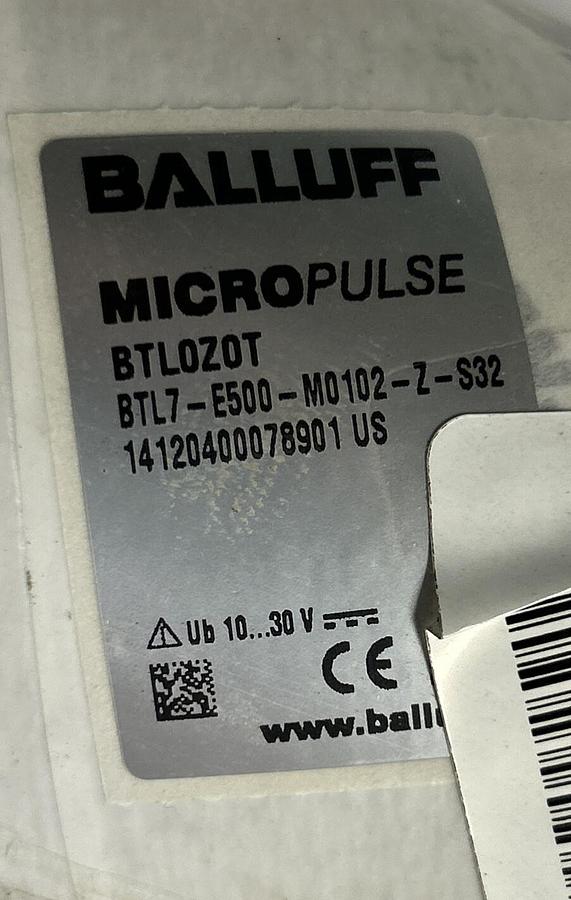 BALLUFF
MICROPULSE
BTL0Z0T
BTL7-E500-M0102-Z-S32
14120400078901 US
Ub 10...30 V
CE
www.ball